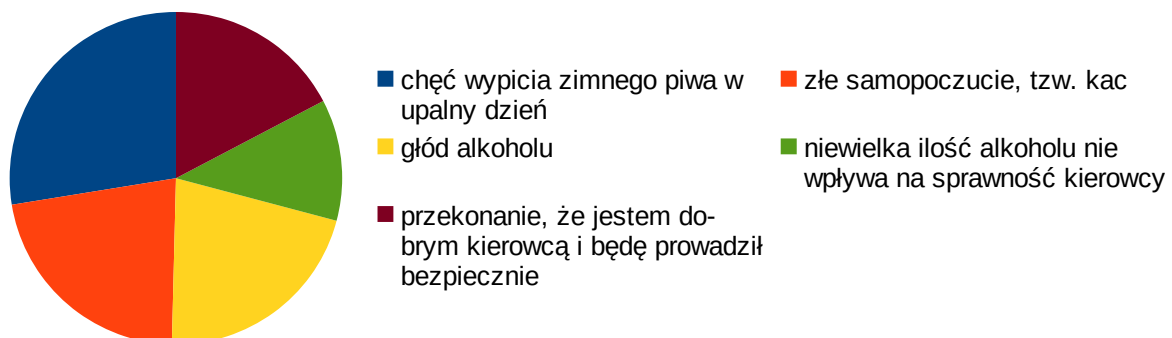 chęć wypicia zimnego piwa w
upalny dzień
złe samopoczucie, tzw. kac
głód alkoholu
niewielka ilość alkoholu nie
wpływa na sprawność kierowcy
przekonanie, że jestem do-
brym kierowcą i będę prowadził
bezpiecznie